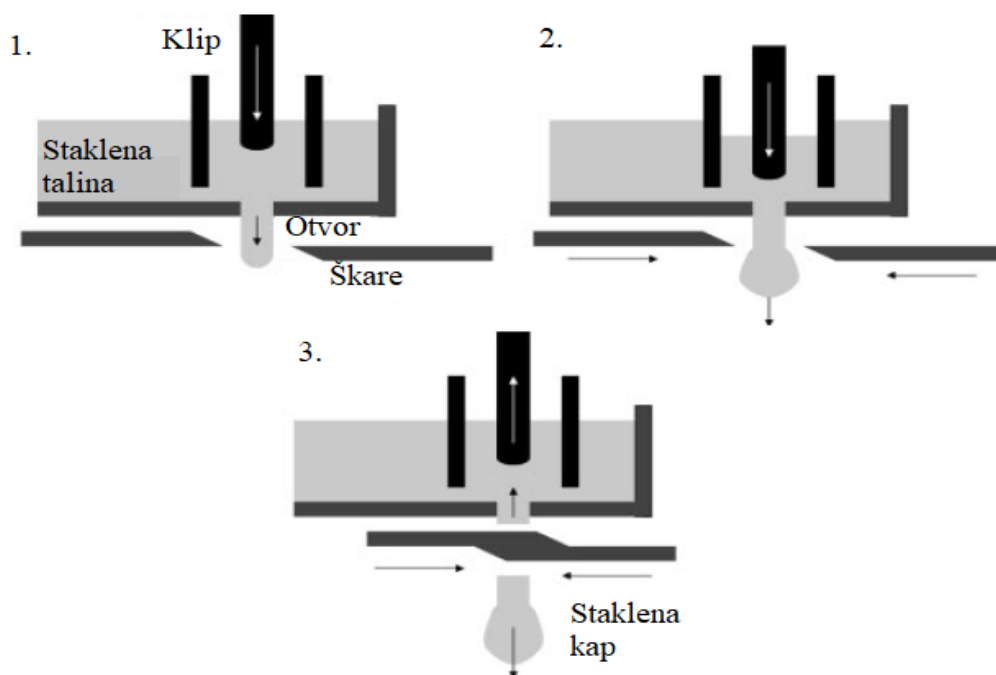 1.
Klip
Staklena
talina
Otvor
Škare
2.
3.
Staklena
kap